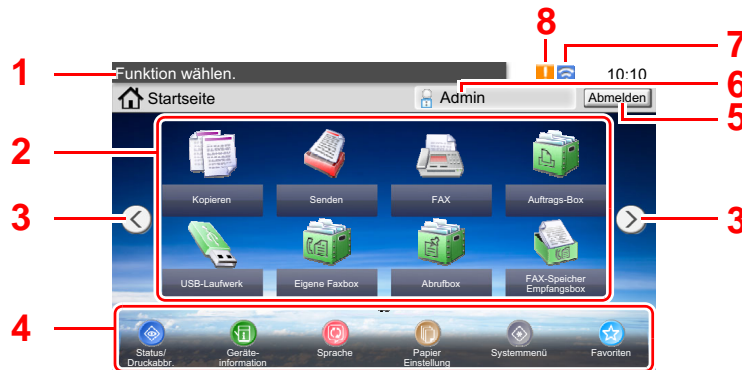 8
7
1
Funktion wählen.
10:10
6
Startseite
Admin
Abmelden
5
2
Kopieren
Senden
FAX
Auftrags-Box
3
3
USB-Laufwerk
Eigene Faxbox
Abrufbox
FAX-Speicher
Empfangsbox
4
Status/
Druckabbr.
Geräte-
information
Sprache
Papier
Einstellung
Systemmenü
Favoriten